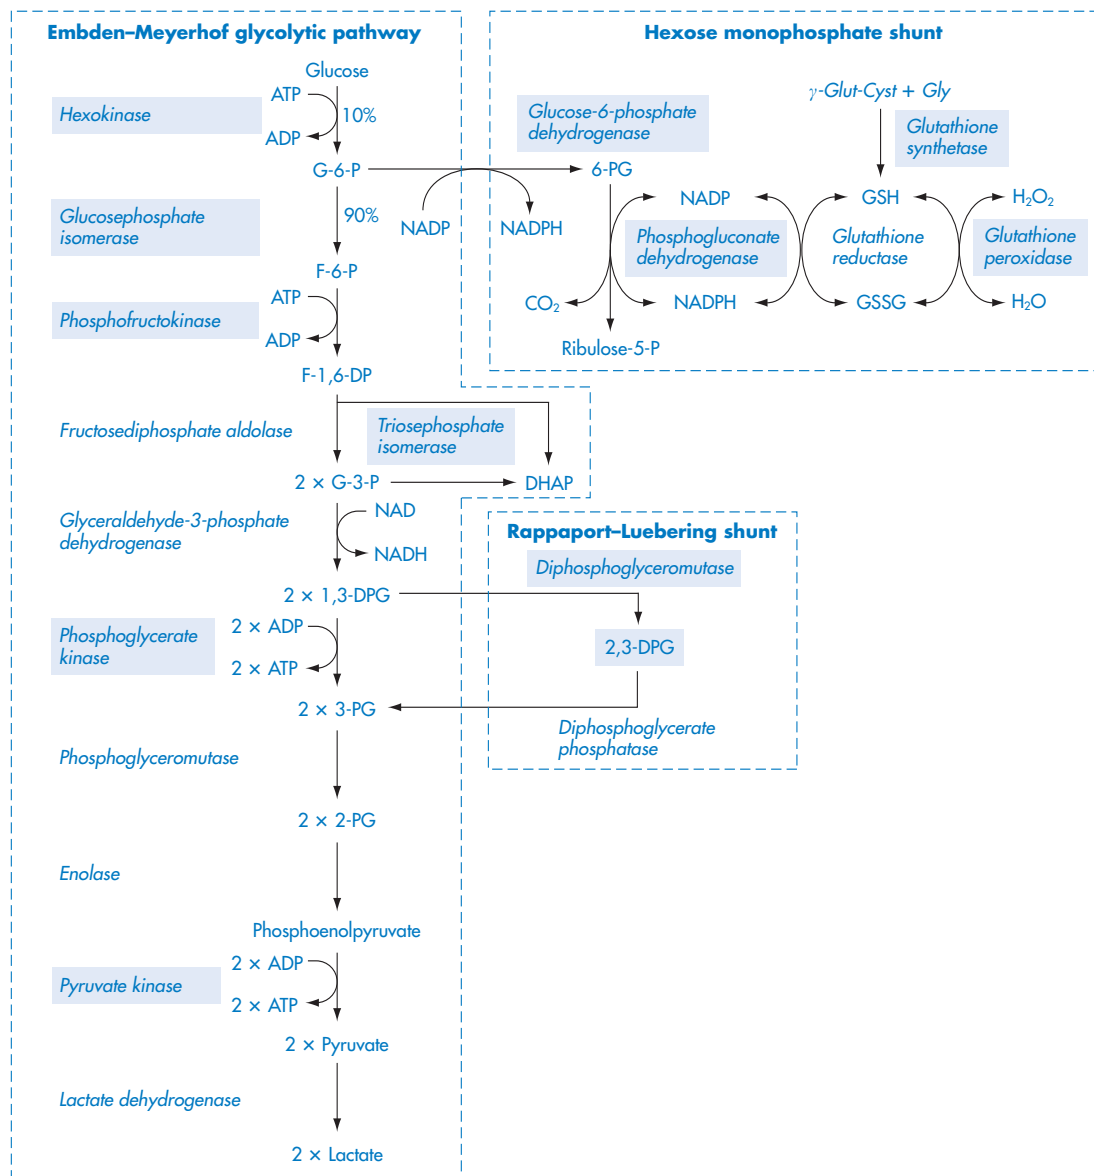 Embden–Meyerhof glycolytic pathway
Glucose
Hexokinase
ATP
10%
ADP
G-6-P
Glucosephosphate
isomerase
90%
F-6-P
Phosphofructokinase
ATP
ADP
F-1,6-DP
Fructosediphosphate aldolase
Triosephosphate
isomerase
2 × G-3-P
DHAP
Glyceraldehyde-3-phosphate
dehydrogenase
NAD
NADH
2 × 1,3-DPG
Phosphoglycerate
kinase
2 × ADP
2 × ATP
2 × 3-PG
Phosphoglyceromutase
2 × 2-PG
Enolase
Phosphoenolpyruvate
Pyruvate kinase
2 × ADP
2 × ATP
2 × Pyruvate
Lactate dehydrogenase
2 × Lactate
Hexose monophosphate shunt
Glucose-6-phosphate
dehydrogenase
NADP
NADPH
6-PG
γ-Glut-Cyst + Gly
Glutathione
synthetase
NADP
GSH
H₂O₂
Phosphogluconate
dehydrogenase
Glutathione
reductase
Glutathione
peroxidase
CO₂
NADPH
GSSG
H₂O
Ribulose-5-P
Rappaport–Luebering shunt
Diphosphoglyceromutase
2,3-DPG
Diphosphoglycerate
phosphatase